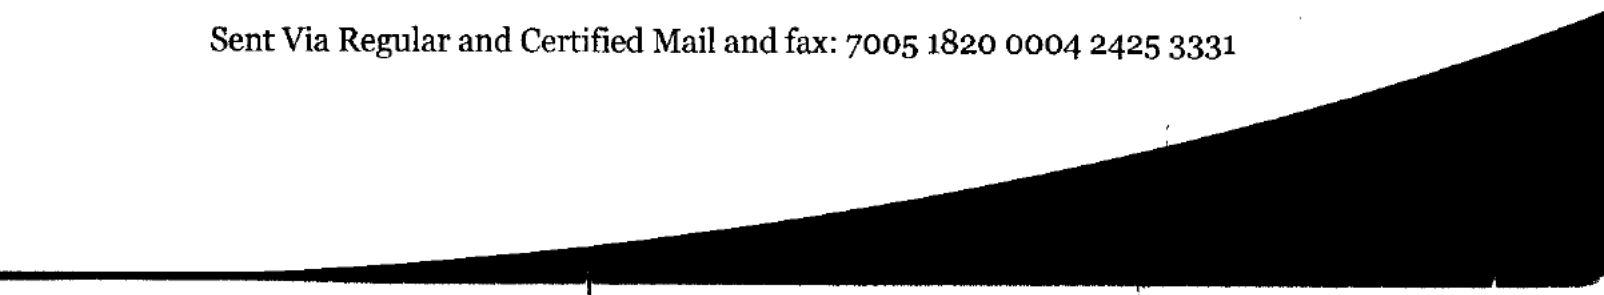 Sent Via Regular and Certified Mail and fax: 7005 1820 0004 2425 3331